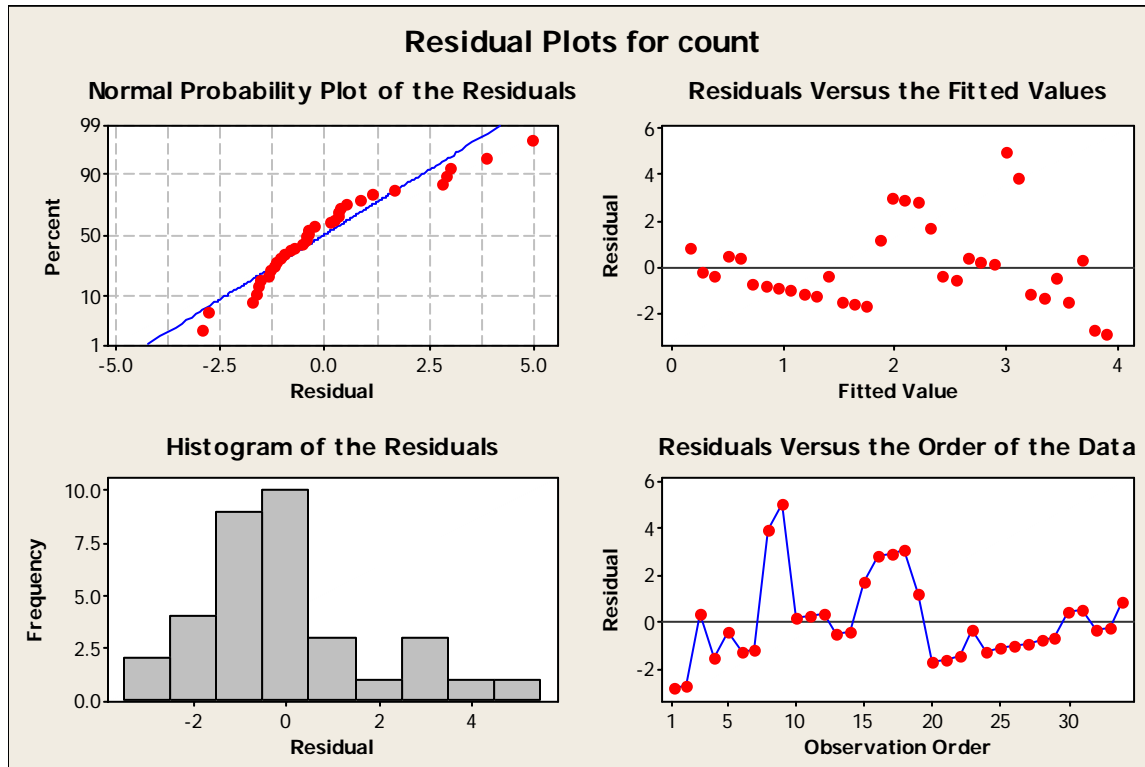 Residual Plots for count
Normal Probability Plot of the Residuals
99
90
50
10
1
Percent
-5.0 -2.5 0.0 2.5 5.0
Residual
Residuals Versus the Fitted Values
6
4
2
0
-2
Residual
0 1 2 3 4
Fitted Value
Histogram of the Residuals
10.0
7.5
5.0
2.5
0.0
Frequency
-2 0 2 4
Residual
Residuals Versus the Order of the Data
6
4
2
0
-2
Residual
1 5 10 15 20 25 30
Observation Order